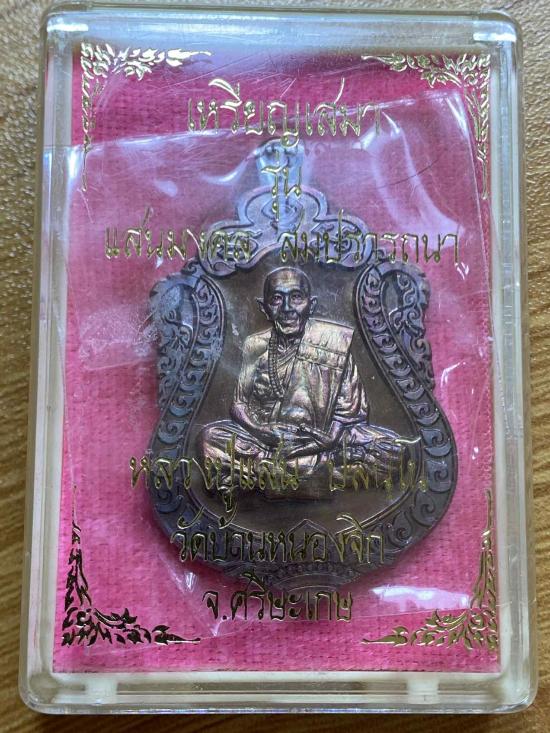 เหรียญเสมา
รุ่น
แสนมงคล สมปรารถนา
หลวงปู่แสน ปสนฺโน
วัดบ้านหนองจิก
จ.ศรีษะเกษ